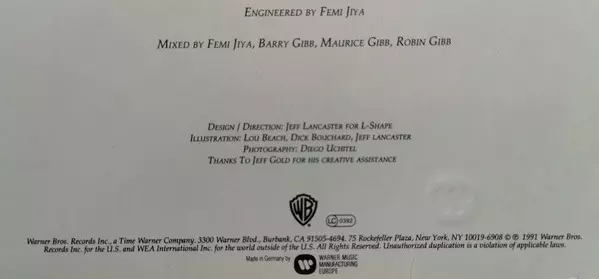 ENGINEERED BY FEMI JIYA
MIXED BY FEMI JIYA, BARRY GIBB, MAURICE GIBB, ROBIN GIBB
DESIGN / DIRECTION: JEFF LANCASTER FOR L-SHAPE
ILLUSTRATION: LOU BEACH, DICK BOUCHARD, JEFF LANCASTER
PHOTOGRAPHY: DIEGO UCHITEL
THANKS TO JEFF GOLD FOR HIS CREATIVE ASSISTANCE
WB
LC 0392
Warner Bros. Records Inc., a Time Warner Company. 3300 Warner Blvd., Burbank, CA 91505-4694. 75 Rockefeller Plaza, New York, NY 10019-6908 © ℗ 1991 Warner Bros.
Records Inc. for the U.S. and WEA International Inc. for the world outside of the U.S. All Rights Reserved. Unauthorized duplication is a violation of applicable laws.
Made in Germany by WARNER MUSIC
MANUFACTURING
EUROPE